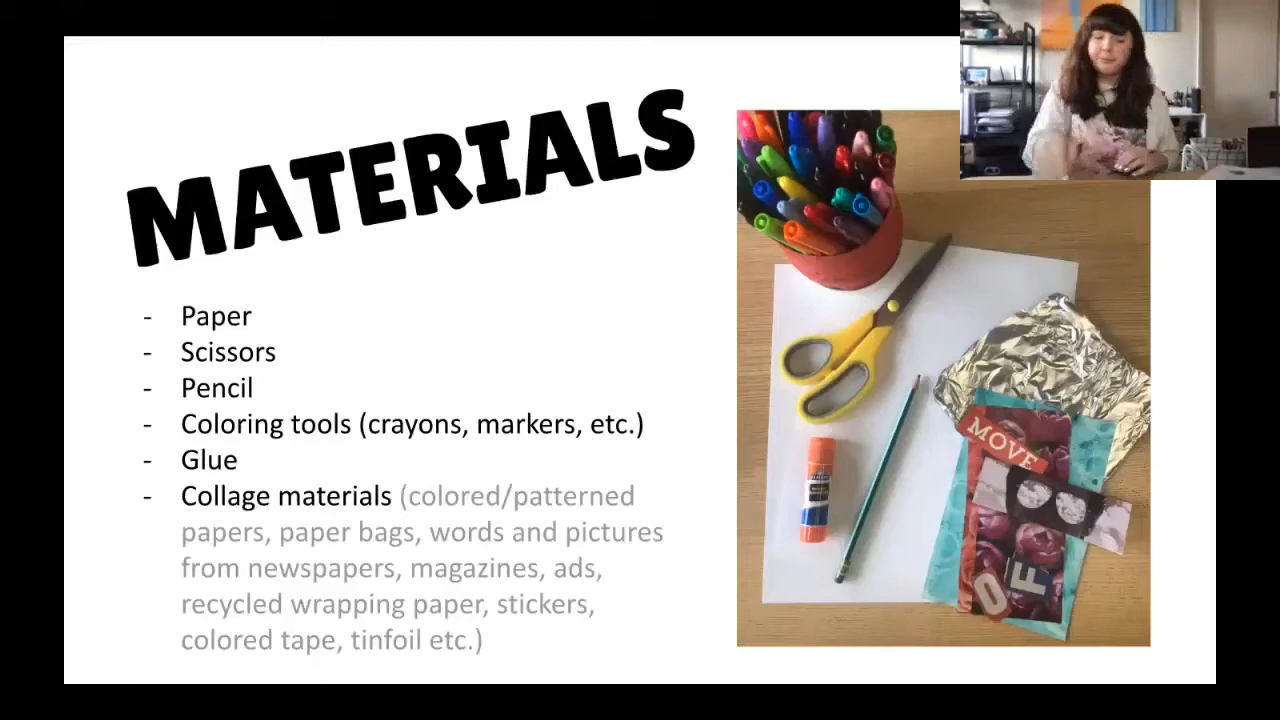 MATERIALS
- Paper
- Scissors
- Pencil
- Coloring tools (crayons, markers, etc.)
- Glue
- Collage materials (colored/patterned
papers, paper bags, words and pictures
from newspapers, magazines, ads,
recycled wrapping paper, stickers,
colored tape, tinfoil etc.)
MOVE
OF